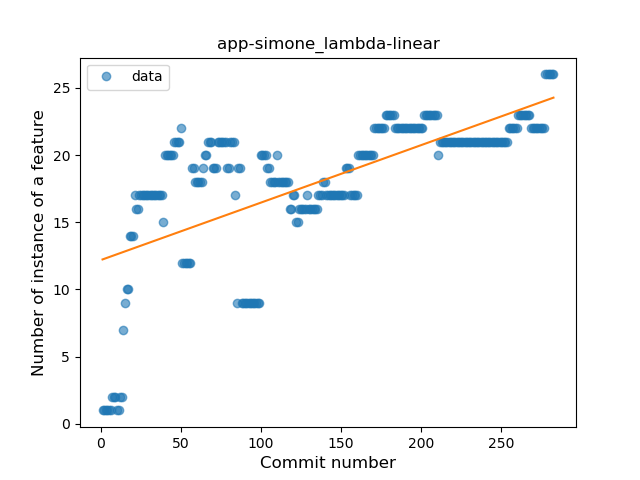 app-simone_lambda-linear
data
Number of instance of a feature
25
20
15
10
5
0
0 50 100 150 200 250
Commit number